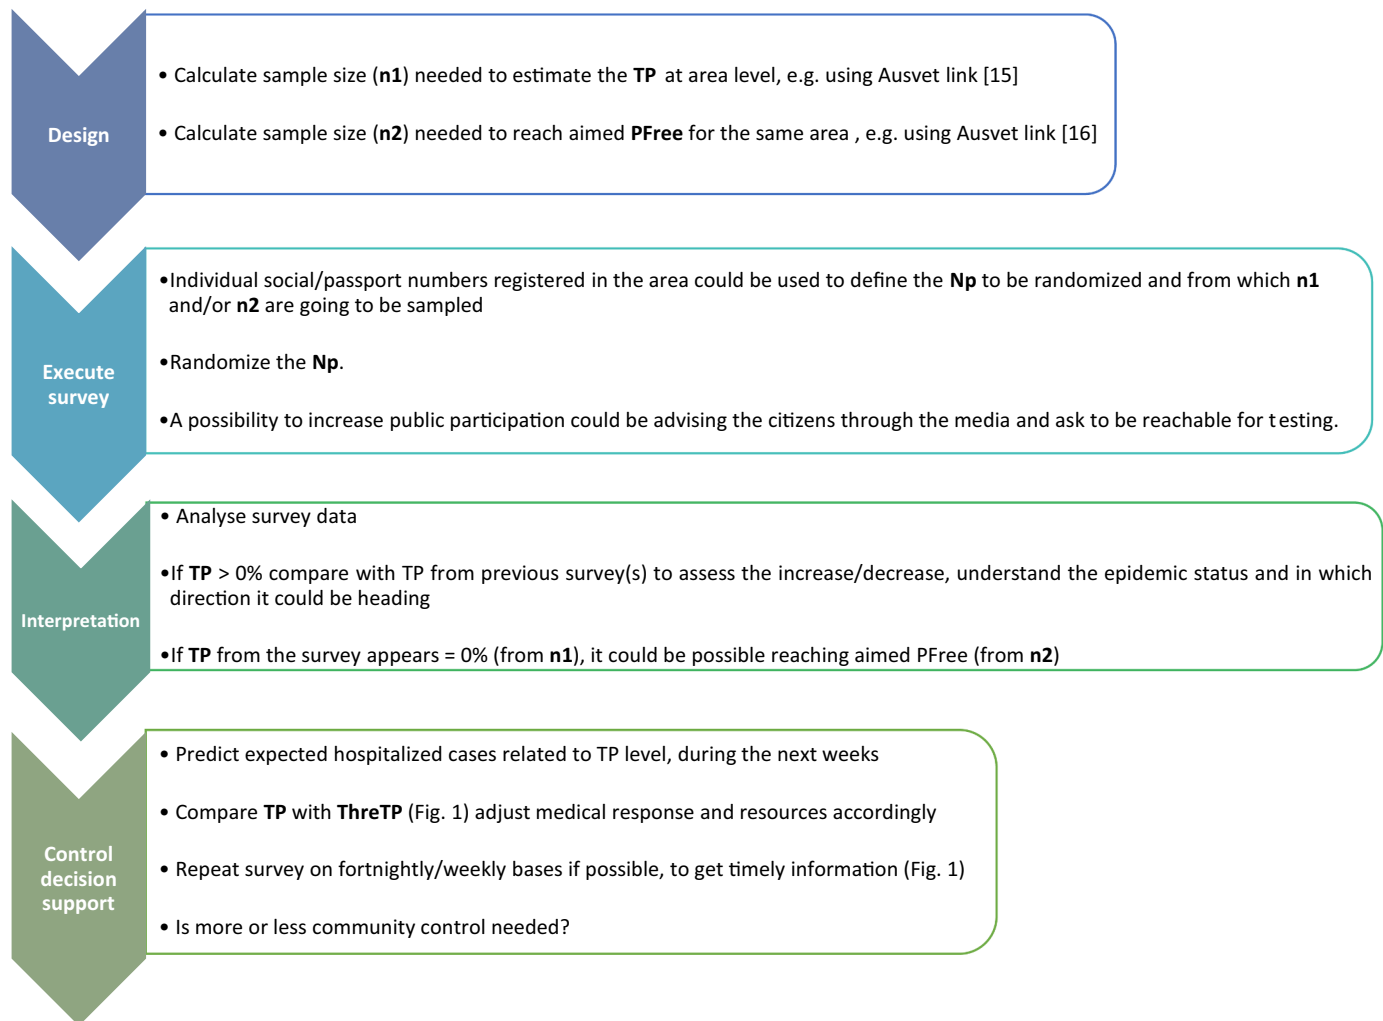 Design
• Calculate sample size (n1) needed to estimate the TP at area level, e.g. using Ausvet link [15]
• Calculate sample size (n2) needed to reach aimed PFree for the same area , e.g. using Ausvet link [16]
Execute
survey
•Individual social/passport numbers registered in the area could be used to define the Np to be randomized and from which n1
and/or n2 are going to be sampled
•Randomize the Np.
•A possibility to increase public participation could be advising the citizens through the media and ask to be reachable for testing.
Interpretation
• Analyse survey data
•If TP > 0% compare with TP from previous survey(s) to assess the increase/decrease, understand the epidemic status and in which
direction it could be heading
•If TP from the survey appears = 0% (from n1), it could be possible reaching aimed PFree (from n2)
Control
decision
support
• Predict expected hospitalized cases related to TP level, during the next weeks
• Compare TP with ThreTP (Fig. 1) adjust medical response and resources accordingly
• Repeat survey on fortnightly/weekly bases if possible, to get timely information (Fig. 1)
• Is more or less community control needed?